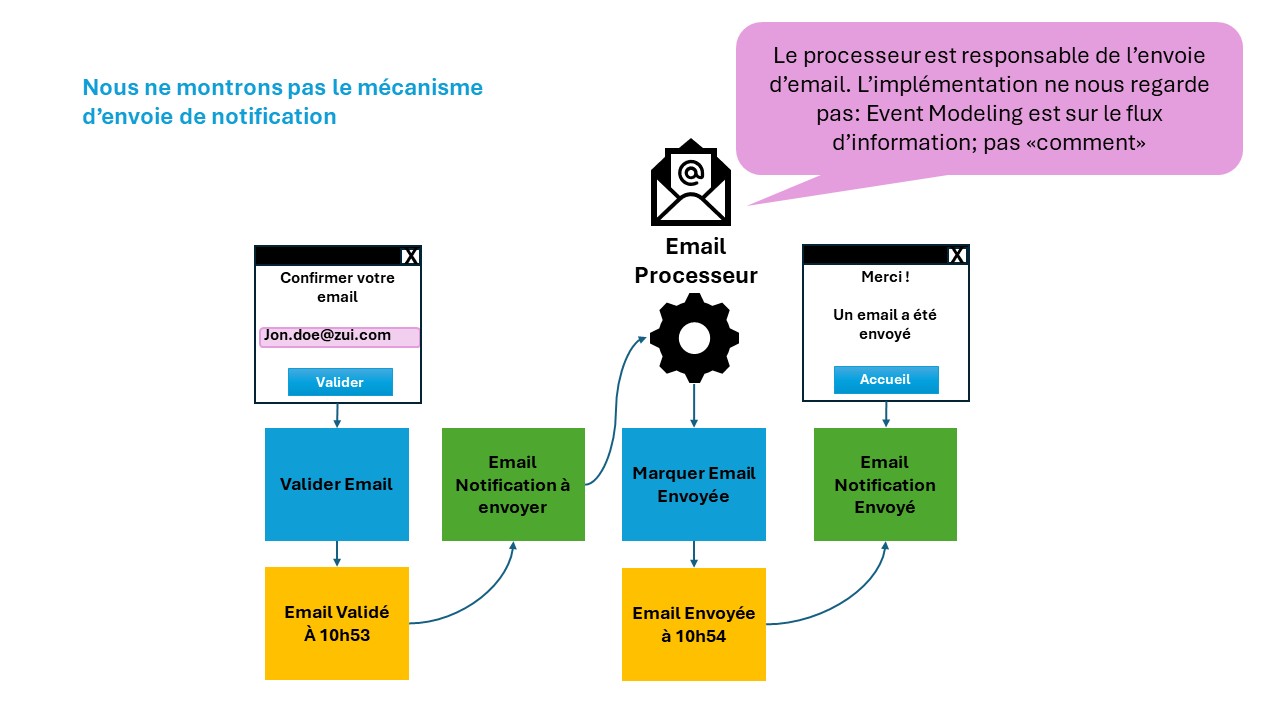 Nous ne montrons pas le mécanisme
d’envoie de notification
Le processeur est responsable de l’envoie
d’email. L’implémentation ne nous regarde
pas: Event Modeling est sur le flux
d’information; pas «comment»
Email
Processeur
X
Confirmer votre
email
Jon.doe@zui.com
Valider
X
Merci !
Un email a été
envoyé
Accueil
Valider Email
Email
Notification à
envoyer
Marquer Email
Envoyée
Email
Notification
Envoyé
Email Validé
À 10h53
Email Envoyée
à 10h54